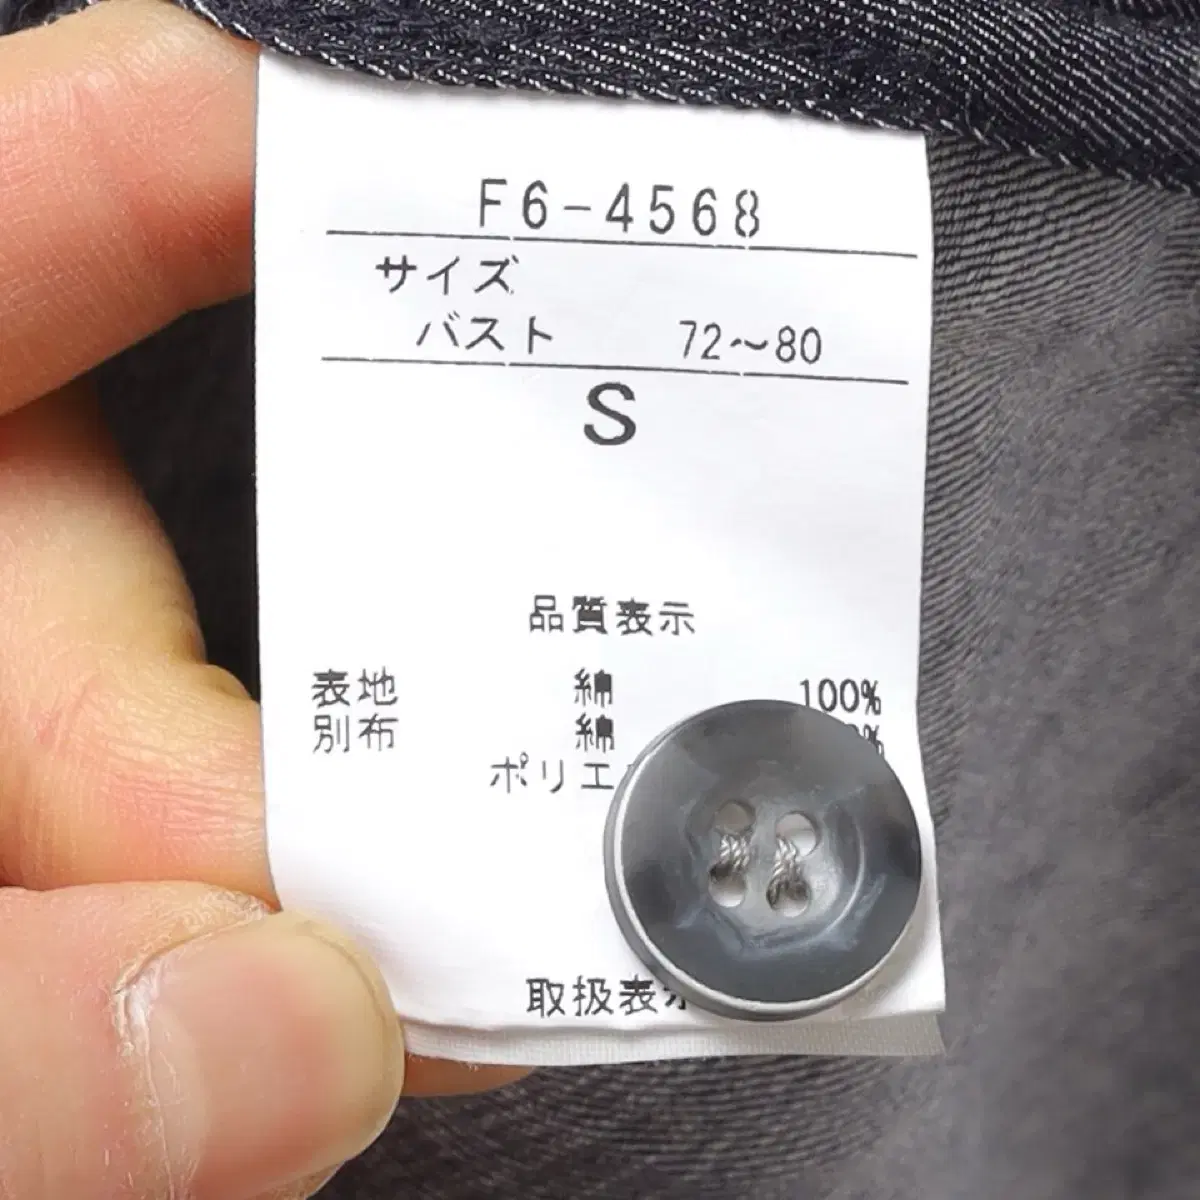 F6-4568
サイズ
バスト 72～80
S
品質表示
表地 綿 100%
別布 綿
ポリエ
取扱表示